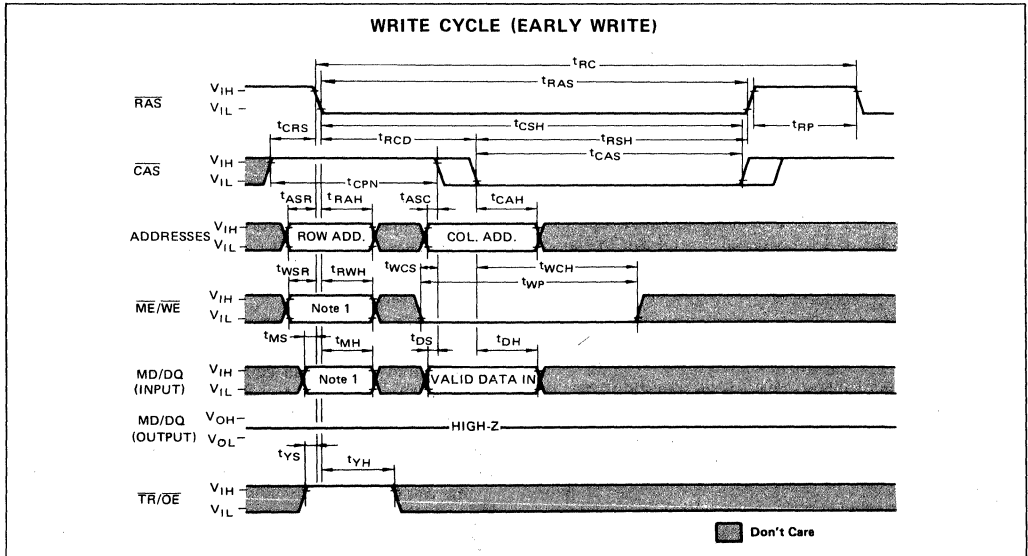 WRITE CYCLE (EARLY WRITE)
tRC
tRAS
RAS
VIH
VIL
tCRS
tRCD
tCSH
tRSH
tRP
tCAS
CAS
VIH
VIL
tCPN
tASR
tRAH
tASC
tCAH
ADDRESSES
VIH
VIL
ROW ADD.
COL. ADD.
tWSR
tRWH
tWCS
tWCH
tWP
ME/WE
VIH
VIL
Note 1
tMS
tMH
tDS
tDH
MD/DQ
(INPUT)
VIH
VIL
Note 1
VALID DATA IN
MD/DQ
(OUTPUT)
VOH
VOL
HIGH-Z
tYS
tYH
TR/OE
VIH
VIL
Don't Care